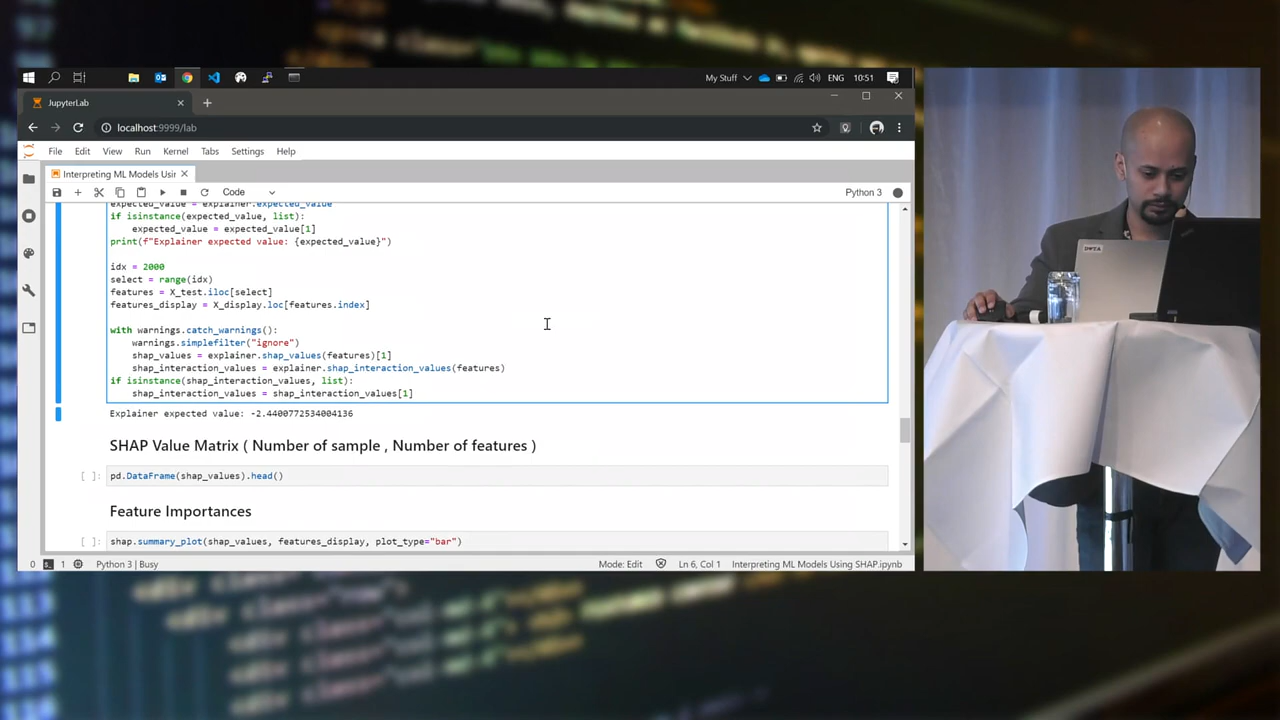 My Stuff
ENG
10:51
JupyterLab
localhost:9999/lab
File Edit View Run Kernel Tabs Settings Help
Interpreting ML Models Usin
Code
Python 3
expected_value = explainer.expected_value
if isinstance(expected_value, list):
expected_value = expected_value[1]
print(f"Explainer expected value: {expected_value}")
idx = 2000
select = range(idx)
features = X_test.iloc[select]
features_display = X_display.loc[features.index]
with warnings.catch_warnings():
warnings.simplefilter("ignore")
shap_values = explainer.shap_values(features)[1]
shap_interaction_values = explainer.shap_interaction_values(features)
if isinstance(shap_interaction_values, list):
shap_interaction_values = shap_interaction_values[1]
Explainer expected value: -2.4400772534004136
SHAP Value Matrix ( Number of sample , Number of features )
[ ]: pd.DataFrame(shap_values).head()
Feature Importances
[ ]: shap.summary_plot(shap_values, features_display, plot_type="bar")
0 1 Python 3 | Busy Mode: Edit Ln 6, Col 1 Interpreting ML Models Using SHAP.ipynb